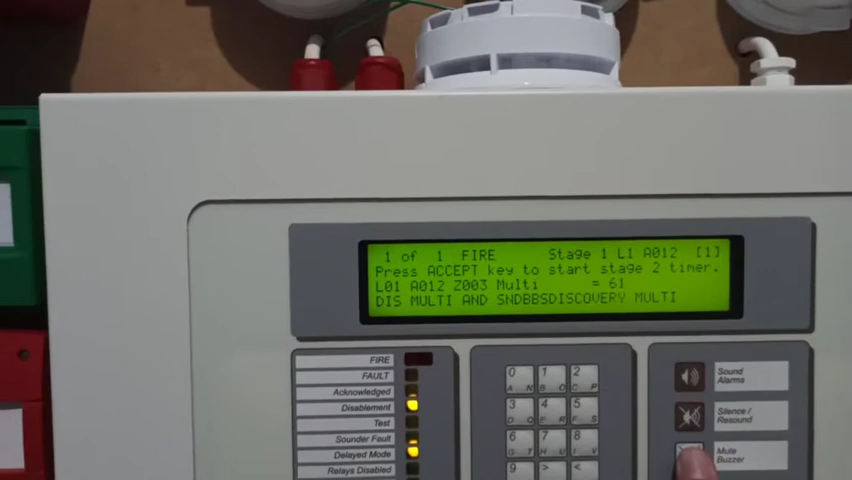 1 of 1 FIRE Stage 1 L1 A012 [1]
Press ACCEPT key to start stage 2 timer.
L01 A012 Z003 Multi = 61
DIS MULTI AND SNDBBSDISCOVERY MULTI
FIRE
FAULT
Acknowledged
Disablement
Test
Sounder Fault
Delayed Mode
Relays Disabled
0 1 2
A N B O C P
3 4 5
D Q E R F S
6 7 8
G T H U I V
9 > <
Sound
Alarms
Silence /
Resound
Mute
Buzzer